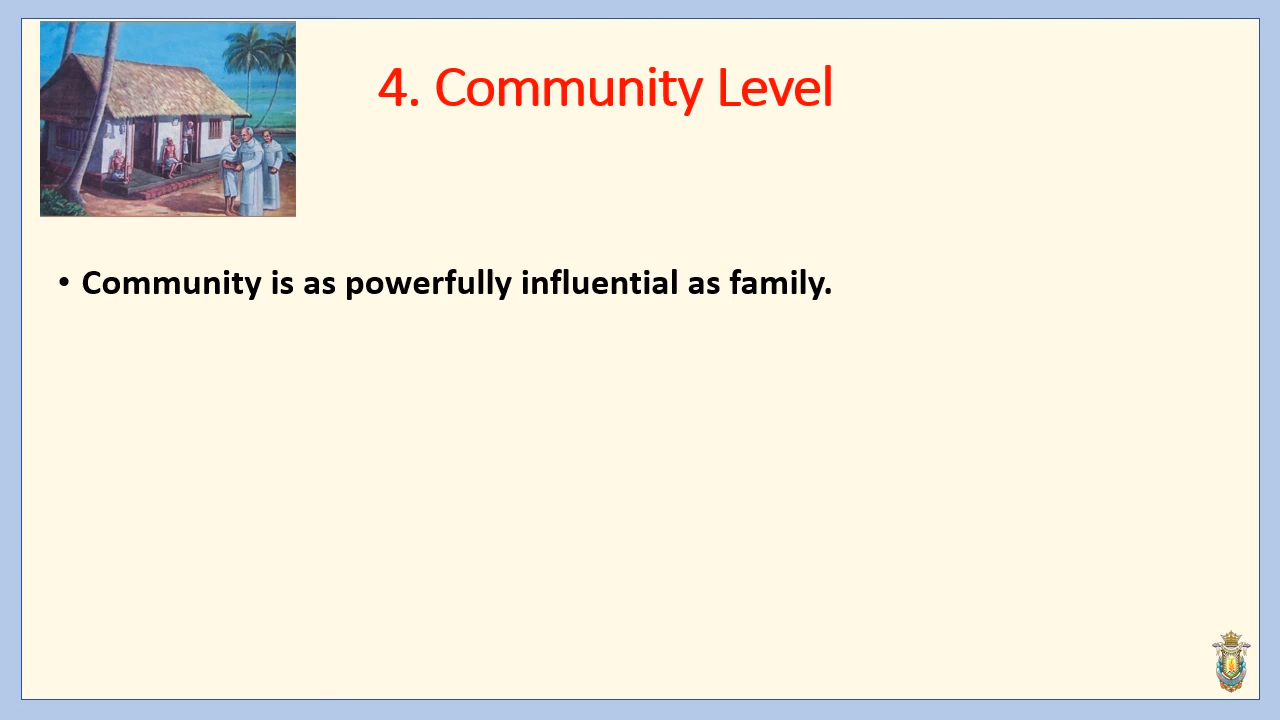 4. Community Level
• Community is as powerfully influential as family.